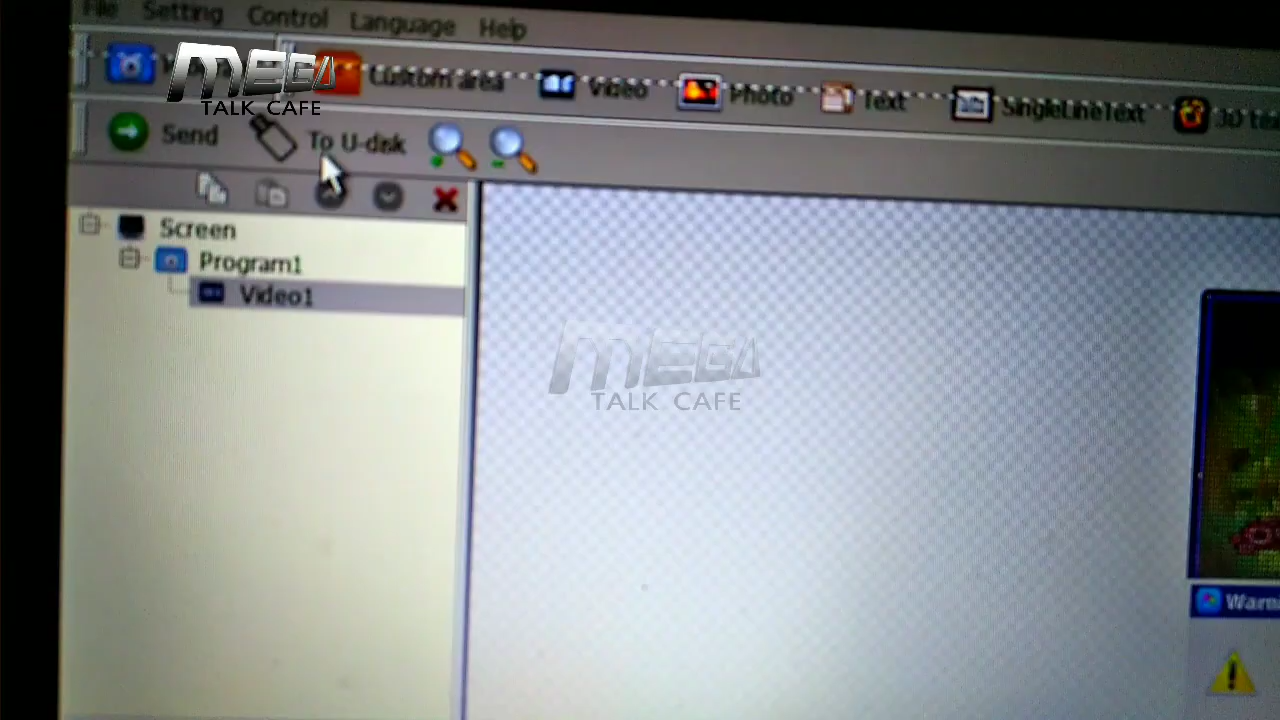 File Setting Control Language Help
Custom area Video Photo Text SingleLineText 3D
MEGA
TALK CAFE
Send To U-disk
Screen
Program1
Video1
MEGA
TALK CAFE